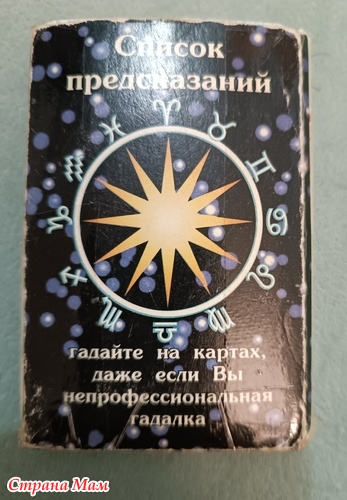 Список
предсказаний
гадайте на картах,
даже если Вы
непрофессиональная
гадалка
Страна Мам